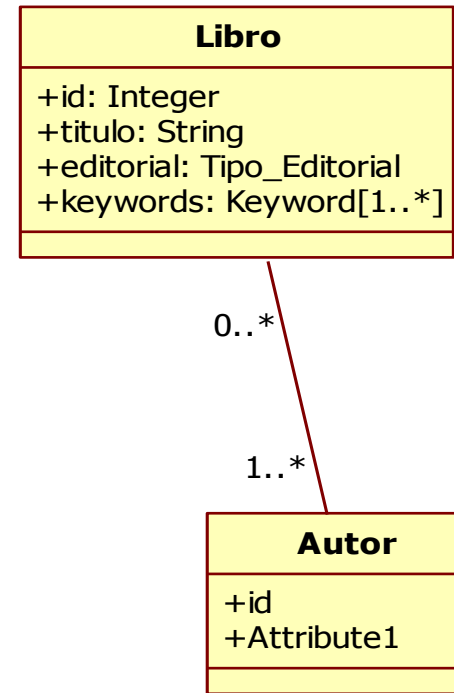 Libro
+id: Integer
+titulo: String
+editorial: Tipo_Editorial
+keywords: Keyword[1..*]
0..*
1..*
Autor
+id
+Attribute1